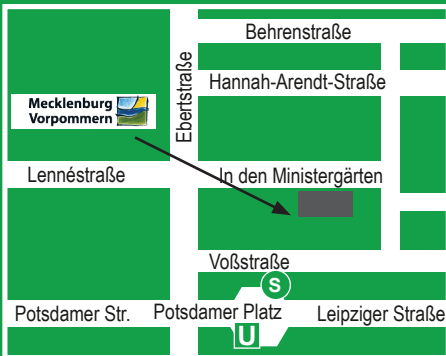 Behrenstraße
Ebertstraße
Hannah-Arendt-Straße
Mecklenburg
Vorpommern
Lennéstraße
In den Ministergärten
Voßstraße
S
Potsdamer Str.
Potsdamer Platz
Leipziger Straße
U